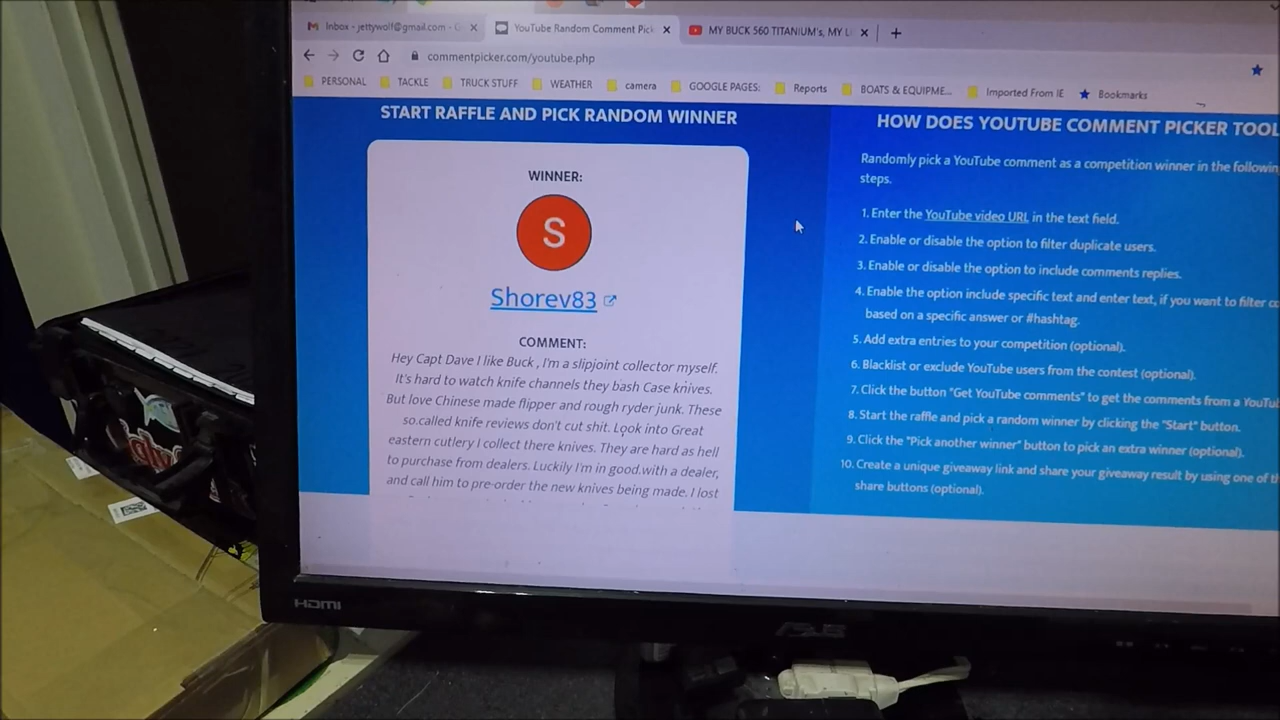 Inbox - jettywolf@gmail.com - G
YouTube Random Comment Pick
MY BUCK 560 TITANIUM's, MY L
commentpicker.com/youtube.php
PERSONAL
TACKLE
TRUCK STUFF
WEATHER
camera
GOOGLE PAGES:
Reports
BOATS & EQUIPME...
Imported From IE
Bookmarks
START RAFFLE AND PICK RANDOM WINNER
WINNER:
S
Shorev83
COMMENT:
Hey Capt Dave I like Buck , I'm a slipjoint collector myself.
It's hard to watch knife channels they bash Case knives.
But love Chinese made flipper and rough ryder junk. These
so.called knife reviews don't cut shit. Look into Great
eastern cutlery I collect there knives. They are hard as hell
to purchase from dealers. Luckily I'm in good.with a dealer,
and call him to pre-order the new knives being made. I lost
HOW DOES YOUTUBE COMMENT PICKER TOOL
Randomly pick a YouTube comment as a competition winner in the followin
steps.
1. Enter the YouTube video URL in the text field.
2. Enable or disable the option to filter duplicate users.
3. Enable or disable the option to include comments replies.
4. Enable the option include specific text and enter text, if you want to filter co
based on a specific answer or #hashtag.
5. Add extra entries to your competition (optional).
6. Blacklist or exclude YouTube users from the contest (optional).
7. Click the button "Get YouTube comments" to get the comments from a YouTu
8. Start the raffle and pick a random winner by clicking the "Start" button.
9. Click the "Pick another winner" button to pick an extra winner (optional).
10. Create a unique giveaway link and share your giveaway result by using one of th
share buttons (optional).
HDMI
ASUS